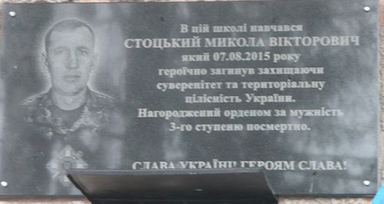 В цій школі навчався
СТОЦЬКИЙ МИКОЛА ВІКТОРОВИЧ
який 07.08.2015 року
героїчно загинув захищаючи
суверенітет та територіальну
цілісність України.
Нагороджений орденом за мужність
3-го ступеню посмертно.
СЛАВА УКРАЇНІ! ГЕРОЯМ СЛАВА!